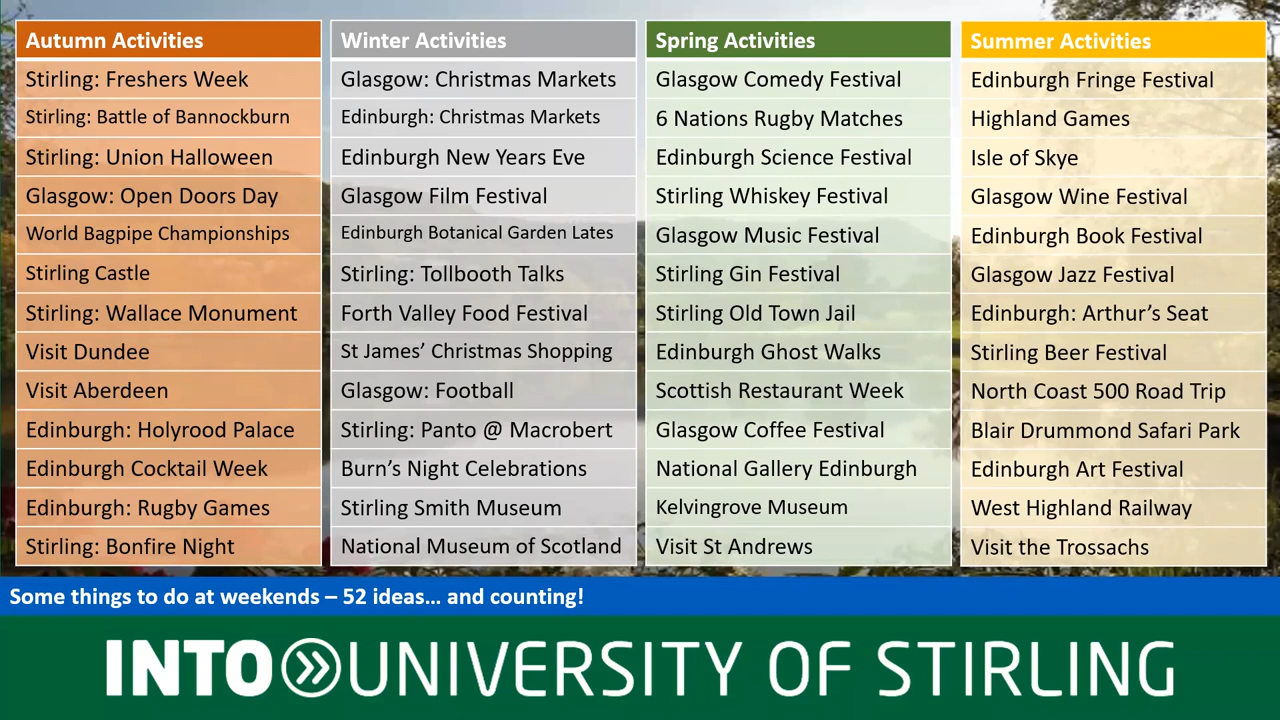 Autumn Activities
Stirling: Freshers Week
Stirling: Battle of Bannockburn
Stirling: Union Halloween
Glasgow: Open Doors Day
World Bagpipe Championships
Stirling Castle
Stirling: Wallace Monument
Visit Dundee
Visit Aberdeen
Edinburgh: Holyrood Palace
Edinburgh Cocktail Week
Edinburgh: Rugby Games
Stirling: Bonfire Night
Winter Activities
Glasgow: Christmas Markets
Edinburgh: Christmas Markets
Edinburgh New Years Eve
Glasgow Film Festival
Edinburgh Botanical Garden Lates
Stirling: Tollbooth Talks
Forth Valley Food Festival
St James’ Christmas Shopping
Glasgow: Football
Stirling: Panto @ Macrobert
Burn’s Night Celebrations
Stirling Smith Museum
National Museum of Scotland
Spring Activities
Glasgow Comedy Festival
6 Nations Rugby Matches
Edinburgh Science Festival
Stirling Whiskey Festival
Glasgow Music Festival
Stirling Gin Festival
Stirling Old Town Jail
Edinburgh Ghost Walks
Scottish Restaurant Week
Glasgow Coffee Festival
National Gallery Edinburgh
Kelvingrove Museum
Visit St Andrews
Summer Activities
Edinburgh Fringe Festival
Highland Games
Isle of Skye
Glasgow Wine Festival
Edinburgh Book Festival
Glasgow Jazz Festival
Edinburgh: Arthur’s Seat
Stirling Beer Festival
North Coast 500 Road Trip
Blair Drummond Safari Park
Edinburgh Art Festival
West Highland Railway
Visit the Trossachs
Some things to do at weekends – 52 ideas… and counting!
INTO UNIVERSITY OF STIRLING